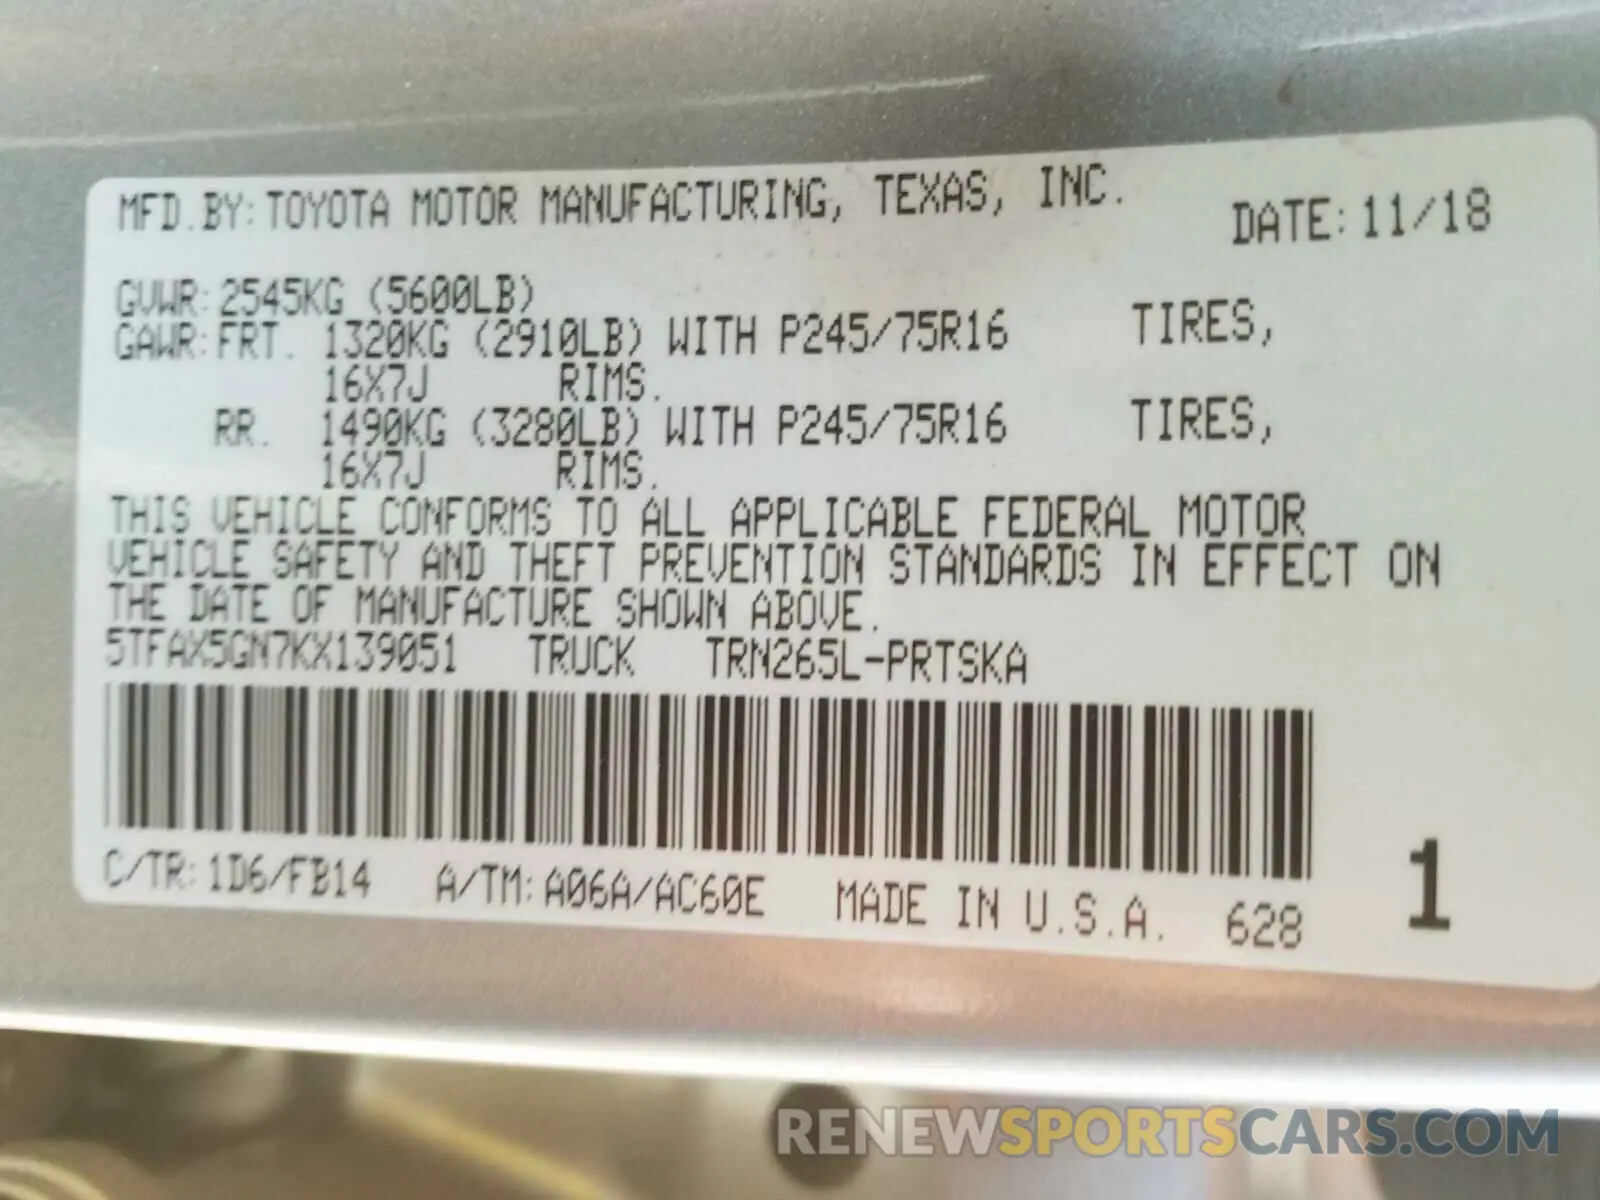 MFD.BY: TOYOTA MOTOR MANUFACTURING, TEXAS, INC. DATE: 11/18
GVWR: 2545KG (5600LB)
GAWR: FRT. 1320KG (2910LB) WITH P245/75R16 TIRES,
16X7J RIMS.
RR. 1490KG (3280LB) WITH P245/75R16 TIRES,
16X7J RIMS.
THIS VEHICLE CONFORMS TO ALL APPLICABLE FEDERAL MOTOR
VEHICLE SAFETY AND THEFT PREVENTION STANDARDS IN EFFECT ON
THE DATE OF MANUFACTURE SHOWN ABOVE.
5TFAX5GN7KX139051 TRUCK TRN265L-PRTSKA
C/TR: 1D6/FB14 A/TM: A06A/AC60E MADE IN U.S.A. 628 1
RENEWSPORTSCARS.COM